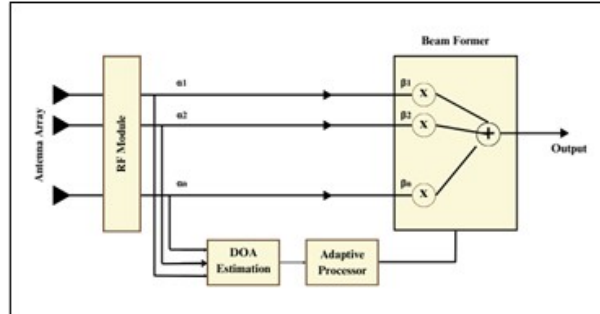 Beam Former
Antenna Array
RF Module
α1
β1
X
α2
β2
X
+
Output
αn
βn
X
DOA
Estimation
Adaptive
Processor